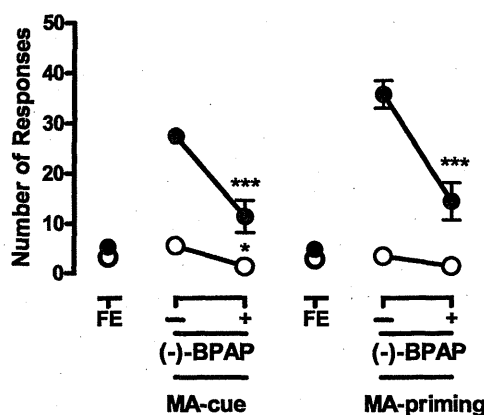 Number of Responses
50
40
30
20
10
0
***
*
***
FE
−
+
FE
−
+
(-)-BPAP
(-)-BPAP
MA-cue
MA-priming